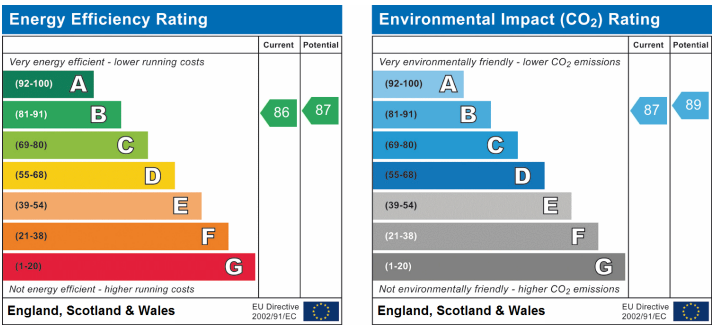 Energy Efficiency Rating
Current Potential
Very energy efficient - lower running costs
(92-100) A
(81-91) B
86 87
(69-80) C
(55-68) D
(39-54) E
(21-38) F
(1-20) G
Not energy efficient - higher running costs
England, Scotland & Wales
EU Directive
2002/91/EC
Environmental Impact (CO₂) Rating
Current Potential
Very environmentally friendly - lower CO₂ emissions
(92-100) A
(81-91) B
87 89
(69-80) C
(55-68) D
(39-54) E
(21-38) F
(1-20) G
Not environmentally friendly - higher CO₂ emissions
England, Scotland & Wales
EU Directive
2002/91/EC